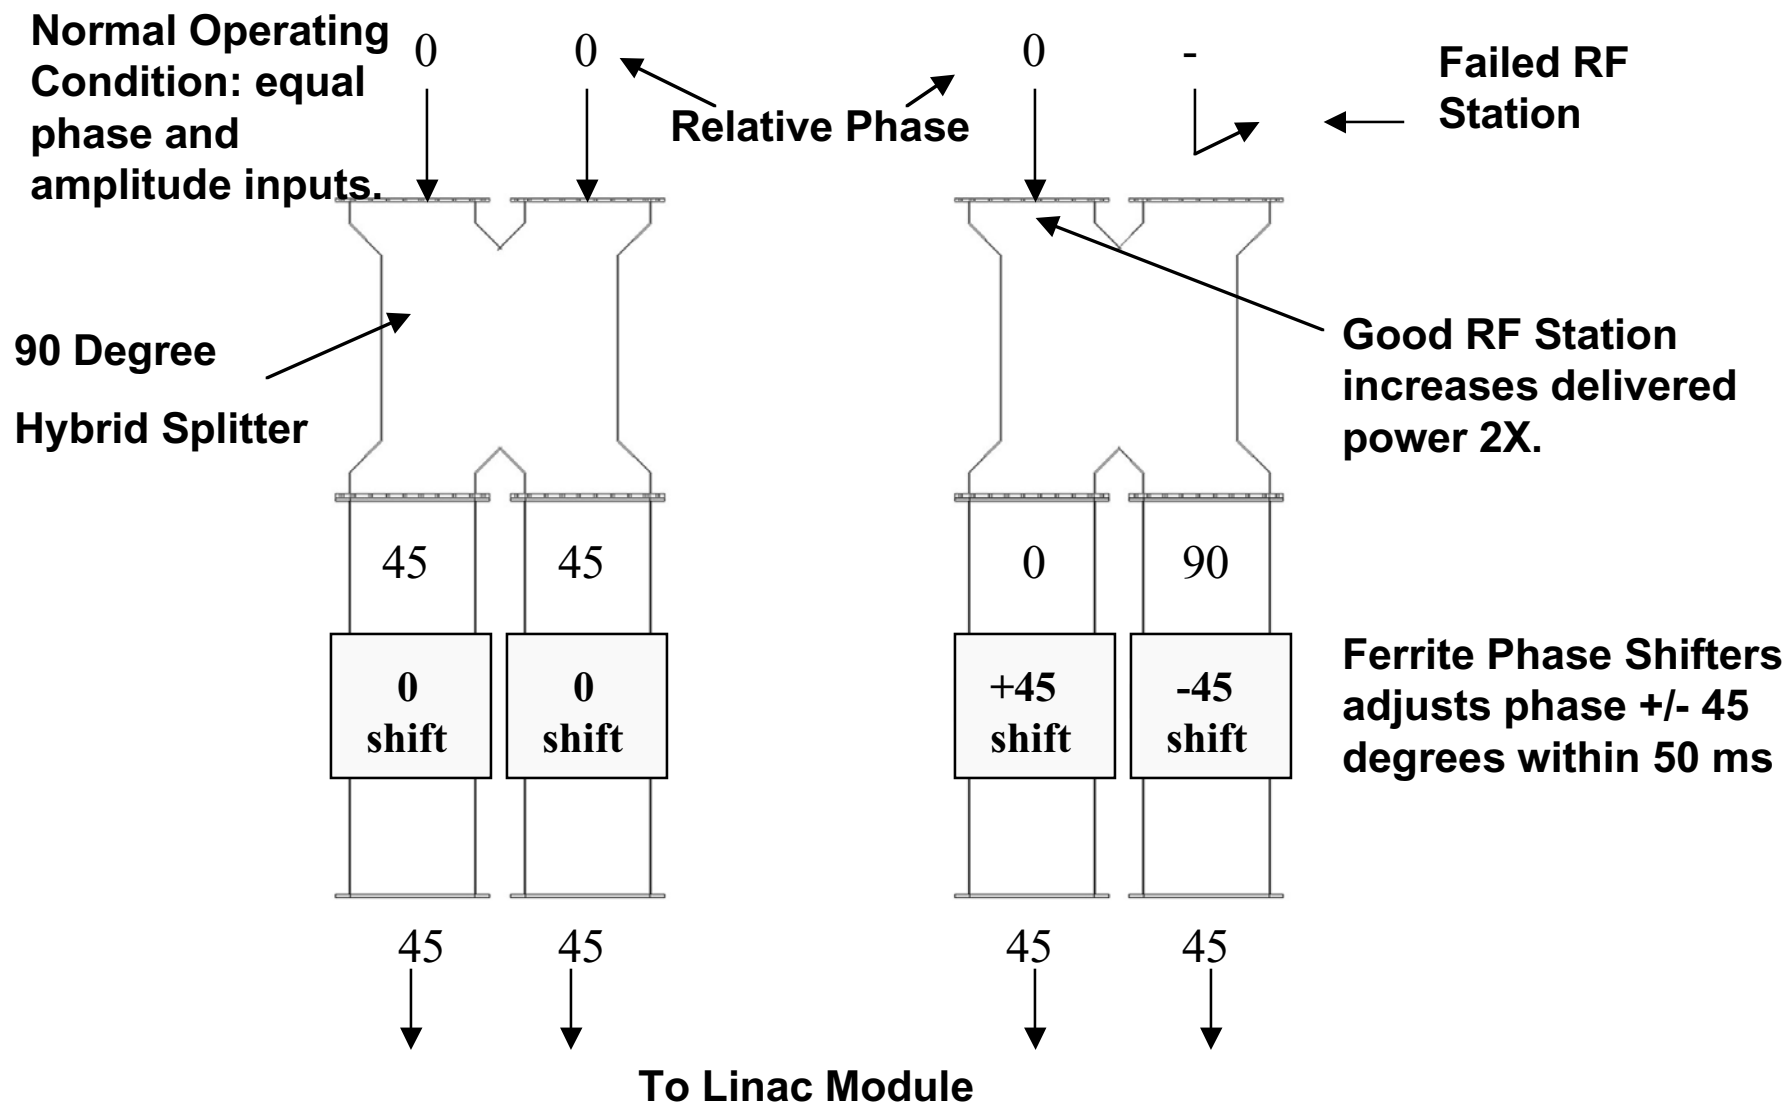 Normal Operating
Condition: equal
phase and
amplitude inputs.
0 0
Relative Phase
0 -
Failed RF
Station
90 Degree
Hybrid Splitter
Good RF Station
increases delivered
power 2X.
45 45
0 90
0
shift
0
shift
+45
shift
-45
shift
Ferrite Phase Shifters
adjusts phase +/- 45
degrees within 50 ms
45 45
45 45
To Linac Module